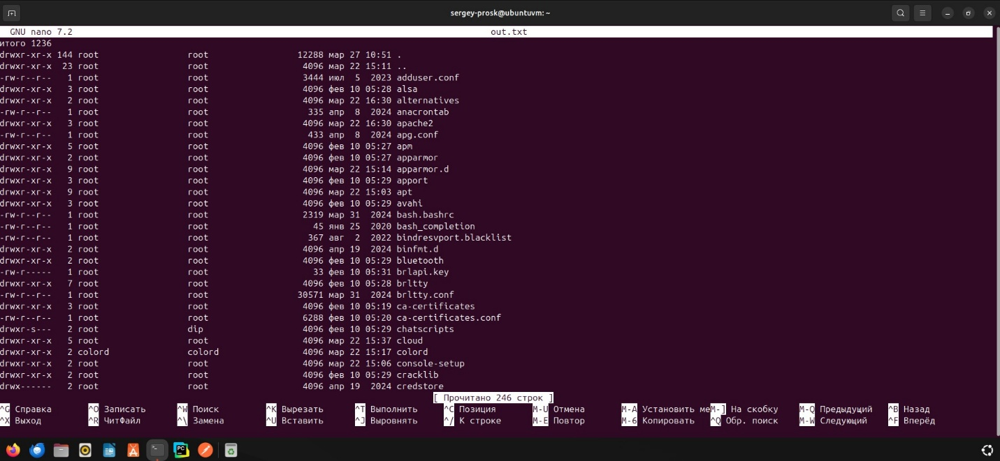 sergey-prosk@ubuntuvm: ~
GNU nano 7.2 out.txt
итого 1236
drwxr-xr-x 144 root root 12288 мар 27 10:51 .
drwxr-xr-x 23 root root 4096 мар 22 15:11 ..
-rw-r--r-- 1 root root 3444 июл 5 2023 adduser.conf
drwxr-xr-x 3 root root 4096 фев 10 05:28 alsa
drwxr-xr-x 2 root root 4096 мар 22 16:30 alternatives
-rw-r--r-- 1 root root 335 апр 8 2024 anacrontab
drwxr-xr-x 3 root root 4096 мар 22 16:30 apache2
-rw-r--r-- 1 root root 433 апр 8 2024 apg.conf
drwxr-xr-x 5 root root 4096 фев 10 05:27 apm
drwxr-xr-x 2 root root 4096 фев 10 05:27 apparmor
drwxr-xr-x 9 root root 4096 мар 22 15:14 apparmor.d
drwxr-xr-x 3 root root 4096 фев 10 05:29 apport
drwxr-xr-x 9 root root 4096 мар 22 15:03 apt
drwxr-xr-x 3 root root 4096 фев 10 05:29 avahi
-rw-r--r-- 1 root root 2319 мар 31 2024 bash.bashrc
-rw-r--r-- 1 root root 45 янв 25 2020 bash_completion
-rw-r--r-- 1 root root 367 авг 2 2022 bindresvport.blacklist
drwxr-xr-x 2 root root 4096 апр 19 2024 binfmt.d
drwxr-xr-x 2 root root 4096 фев 10 05:29 bluetooth
-rw-r----- 1 root root 33 фев 10 05:31 brlapi.key
drwxr-xr-x 7 root root 4096 фев 10 05:28 brltty
-rw-r--r-- 1 root root 30571 мар 31 2024 brltty.conf
drwxr-xr-x 3 root root 4096 фев 10 05:19 ca-certificates
-rw-r--r-- 1 root root 6288 фев 10 05:20 ca-certificates.conf
drwxr-s--- 2 root dip 4096 фев 10 05:29 chatscripts
drwxr-xr-x 5 root root 4096 мар 22 15:37 cloud
drwxr-xr-x 2 colord colord 4096 мар 22 15:17 colord
drwxr-xr-x 2 root root 4096 мар 22 15:06 console-setup
drwxr-xr-x 2 root root 4096 фев 10 05:29 cracklib
drwx------ 2 root root 4096 апр 19 2024 credstore
[ Прочитано 246 строк ]
^G Справка ^O Записать ^W Поиск ^K Вырезать ^T Выполнить ^C Позиция M-U Отмена M-A Установить ме M-] На скобку M-Q Предыдущий ^B Назад
^X Выход ^R ЧитФайл ^\ Замена ^U Вставить ^J Выровнять ^/ К строке M-E Повтор M-6 Копировать ^Q Обр. поиск M-W Следующий ^F Вперёд
PC